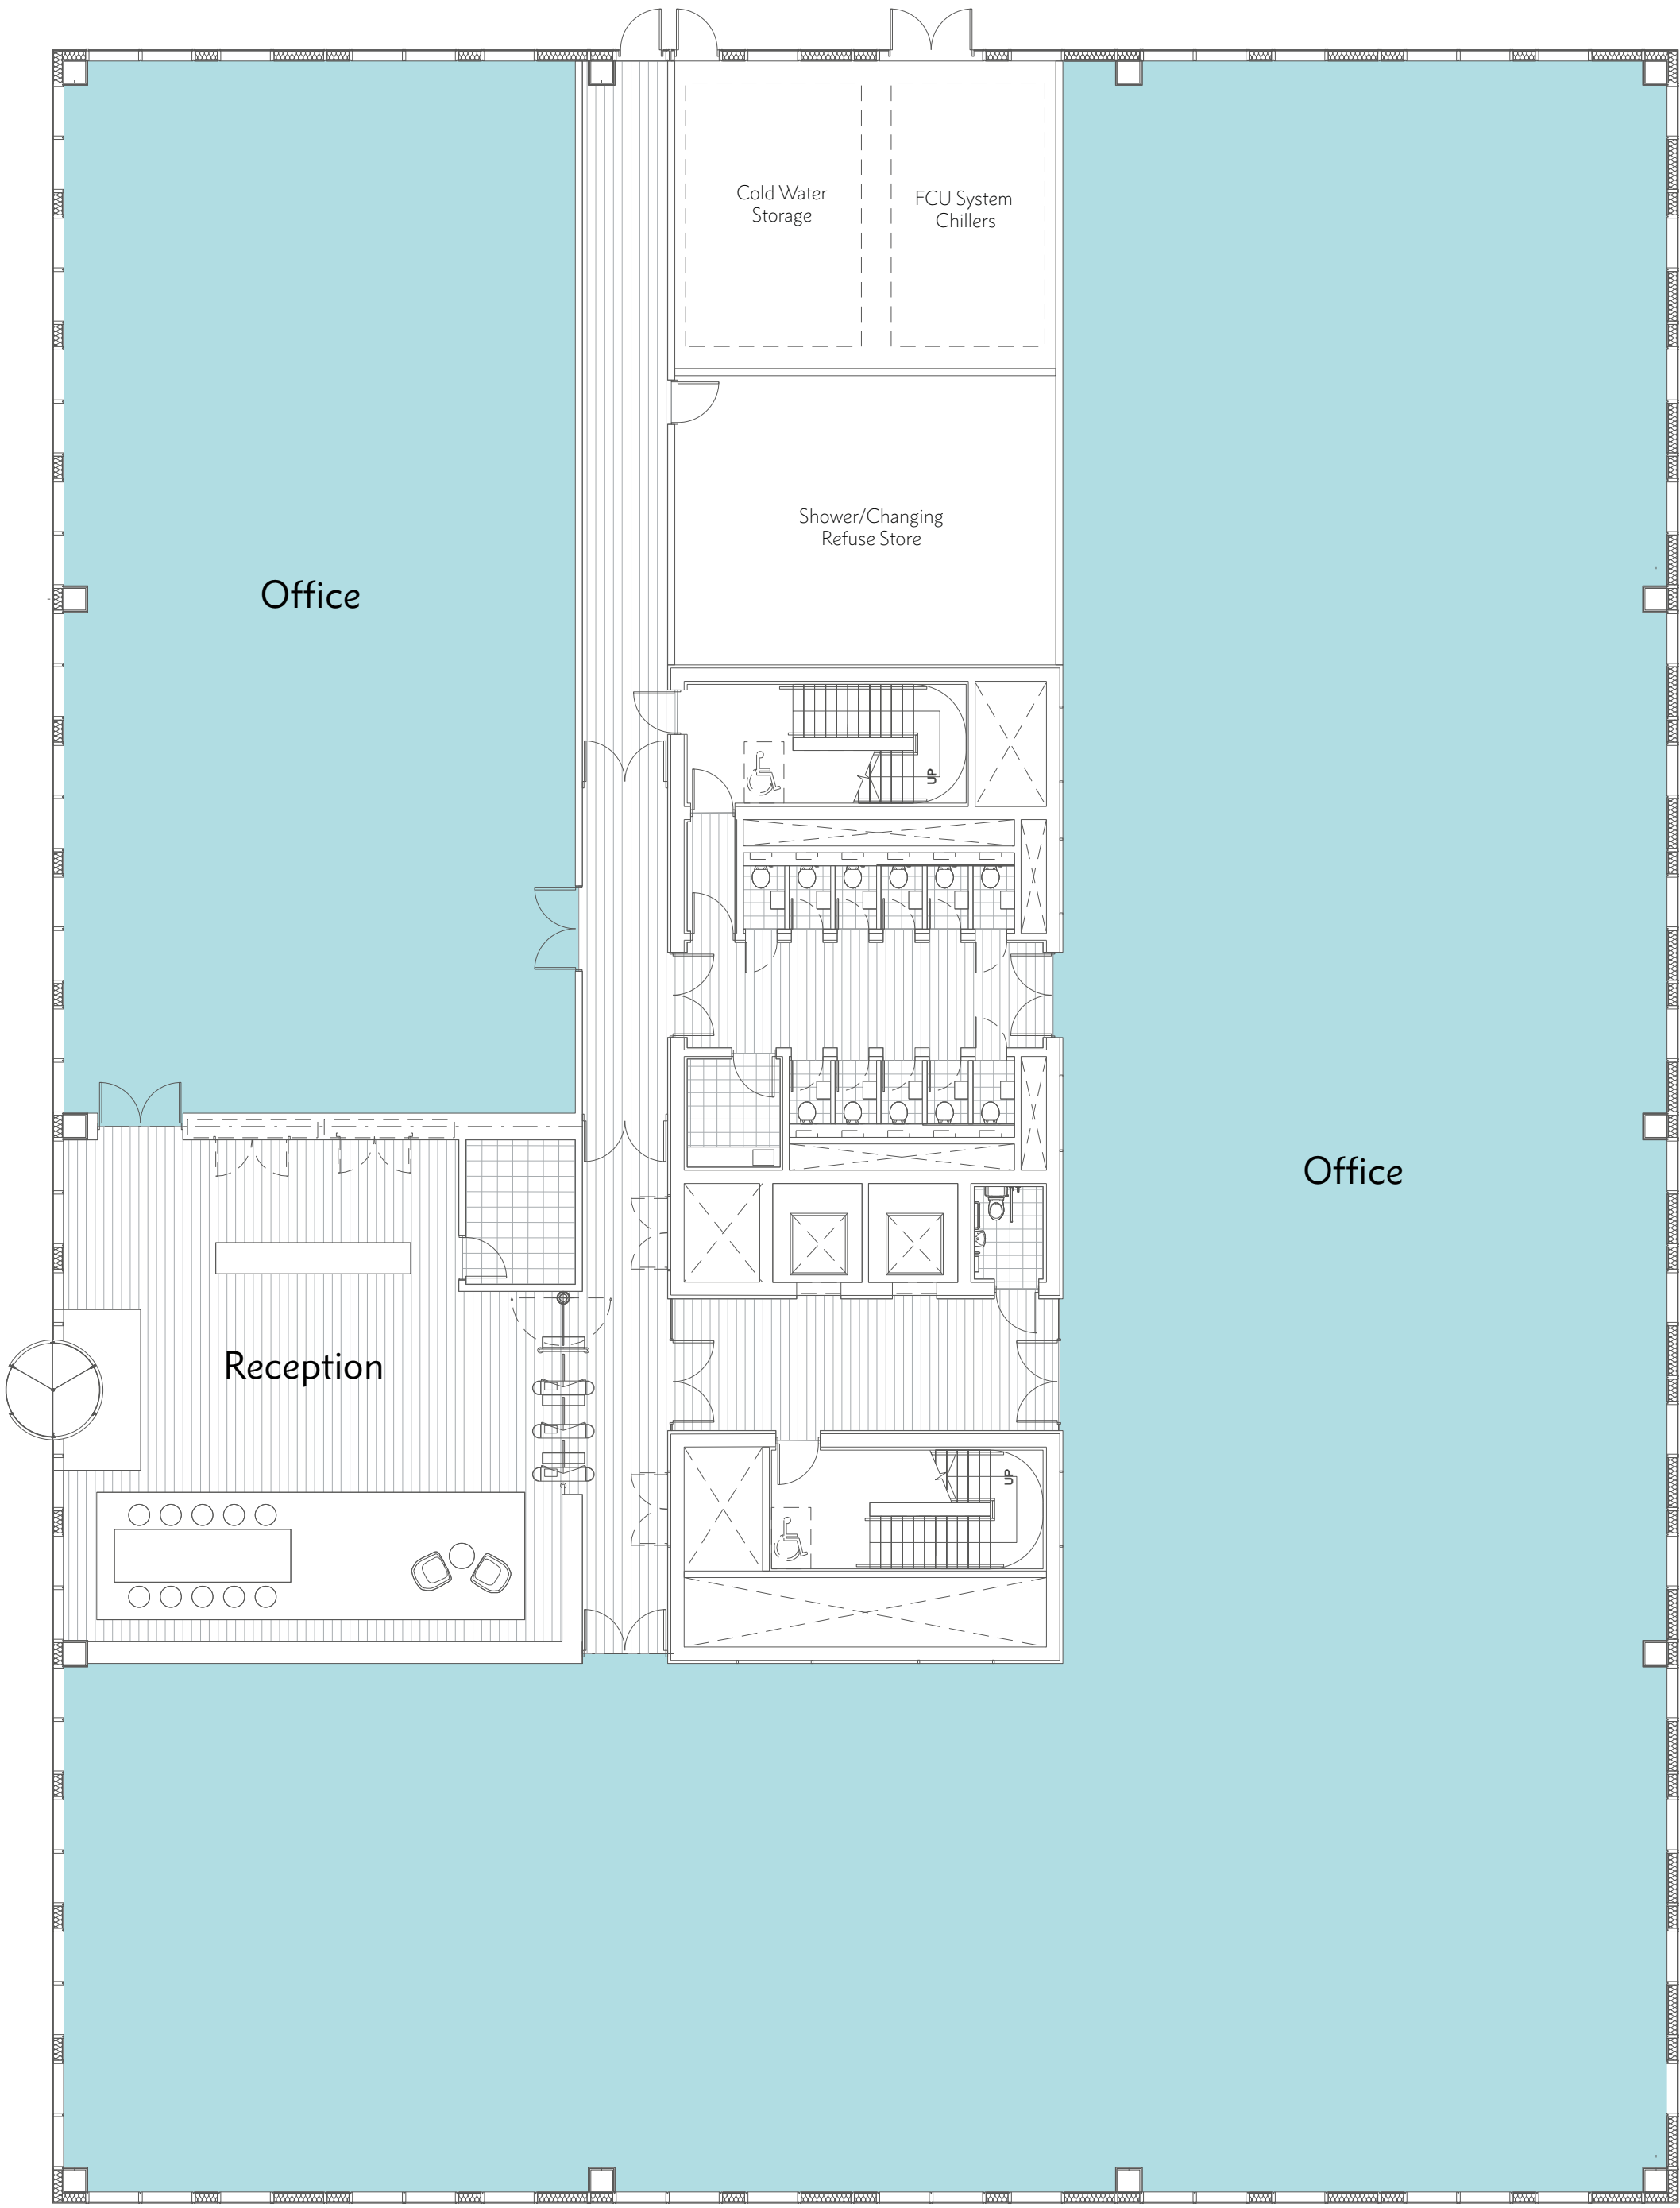 Cold Water
Storage
FCU System
Chillers
Shower/Changing
Refuse Store
Office
UP
Office
Reception
UP